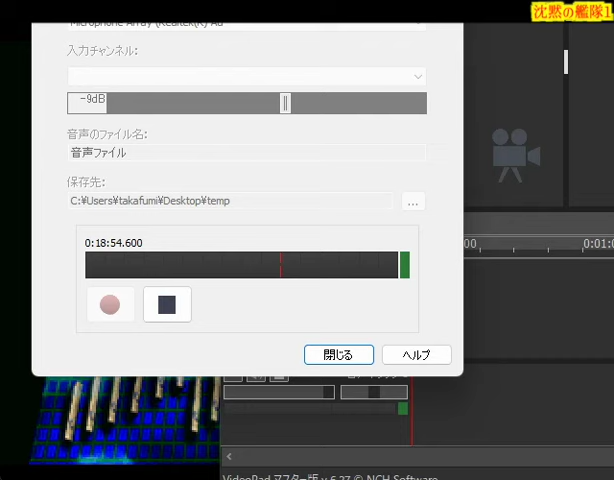 沈黙の艦隊1
Microphone Array (Realtek(R) Au
入力チャンネル:
-9dB
音声のファイル名:
音声ファイル
保存先:
C:¥Users¥takafumi¥Desktop¥temp
...
0:18:54.600
00
0:01:0
閉じる
ヘルプ
VideoPad マスター版 v 6.27 © NCH Software